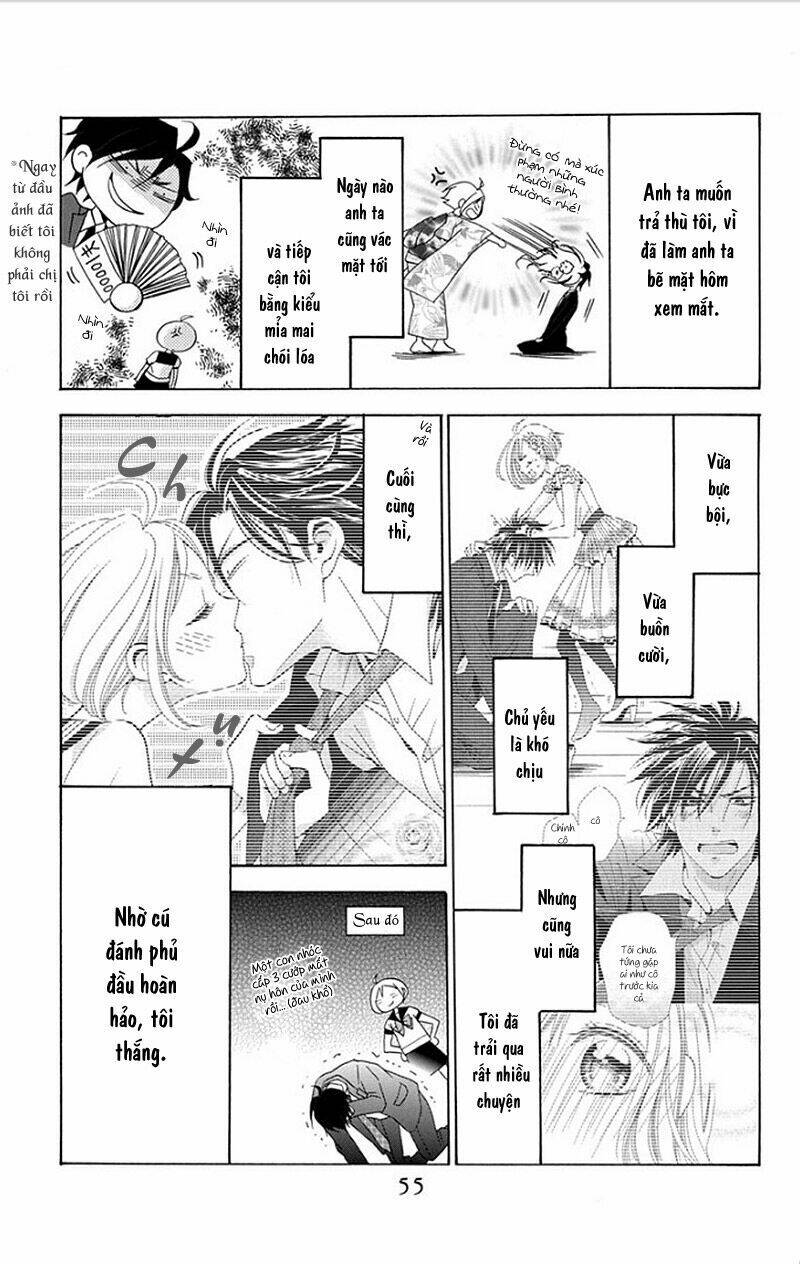 Anh ta muốn
trả thù tôi, vì
đã làm anh ta
bẽ mặt hôm
xem mắt.
Đừng có mà xúc
phạm những
người bình
thường nhé!
Ngày nào
anh ta
cũng vác
mặt tới
và tiếp
cận tôi
bằng kiểu
mỉa mai
chói lóa
Nhìn
đi
¥10000
Nhìn
đi
*Ngay
từ đầu
ảnh đã
biết tôi
không
phải chị
tôi rồi
Vừa
bực
bội,
Vừa
buồn
cười,
Chủ yếu
là khó
chịu
Chính
cô
cô
Nhưng
cũng
vui nữa
Tôi chưa
từng gặp
ai như cô
trước kia
cả.
Tôi đã
trải qua
rất nhiều
chuyện
Và
rồi
Cuối
cùng
thì,
Ch
ụt
Sau đó
Một con nhóc
cấp 3 cướp mất
nụ hôn của mình
rồi... (đau khổ)
Nhờ cú
đánh phủ
đầu hoàn
hảo, tôi
thắng.
55